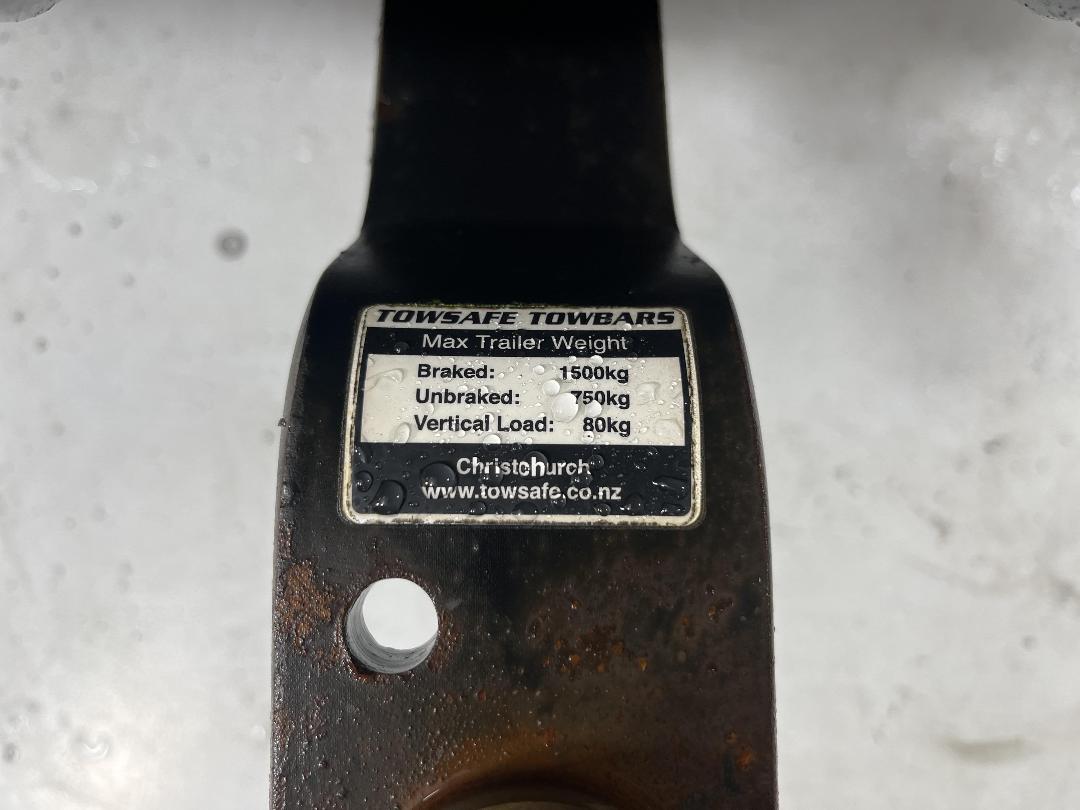 TOWSAFE TOWBARS
Max Trailer Weight
Braked: 1500kg
Unbraked: 750kg
Vertical Load: 80kg
Christchurch
www.towsafe.co.nz